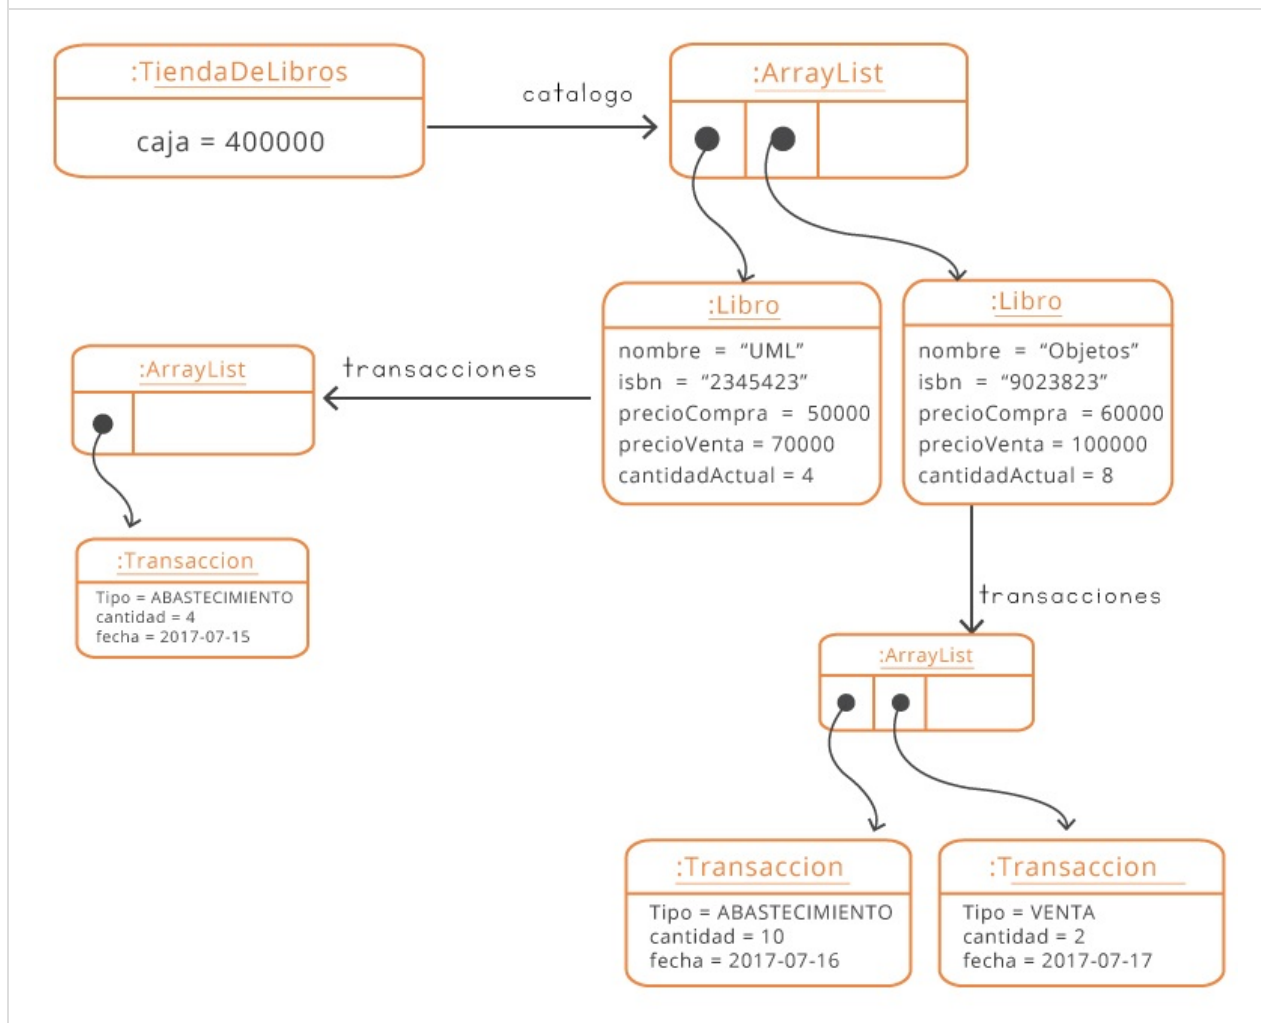 :TiendaDeLibros
caja = 400000
catalogo
:ArrayList
:Libro
nombre = “UML”
isbn = “2345423”
precioCompra = 50000
precioVenta = 70000
cantidadActual = 4
:Libro
nombre = “Objetos”
isbn = “9023823”
precioCompra = 60000
precioVenta = 100000
cantidadActual = 8
transacciones
:ArrayList
:Transaccion
Tipo = ABASTECIMIENTO
cantidad = 4
fecha = 2017-07-15
transacciones
:ArrayList
:Transaccion
Tipo = ABASTECIMIENTO
cantidad = 10
fecha = 2017-07-16
:Transaccion
Tipo = VENTA
cantidad = 2
fecha = 2017-07-17